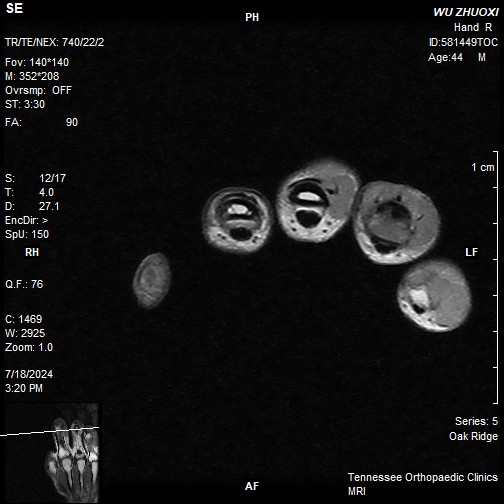 SE
PH
WU ZHUOXI
Hand R
ID:581449TOC
Age:44 M
TR/TE/NEX: 740/22/2
Fov: 140*140
M: 352*208
Ovrsmp: OFF
ST: 3:30
FA: 90
1 cm
S: 12/17
T: 4.0
D: 27.1
EncDir: >
SpU: 150
RH
LF
Q.F.: 76
C: 1469
W: 2925
Zoom: 1.0
7/18/2024
3:20 PM
Series: 5
Oak Ridge
AF
Tennessee Orthopaedic Clinics
MRI